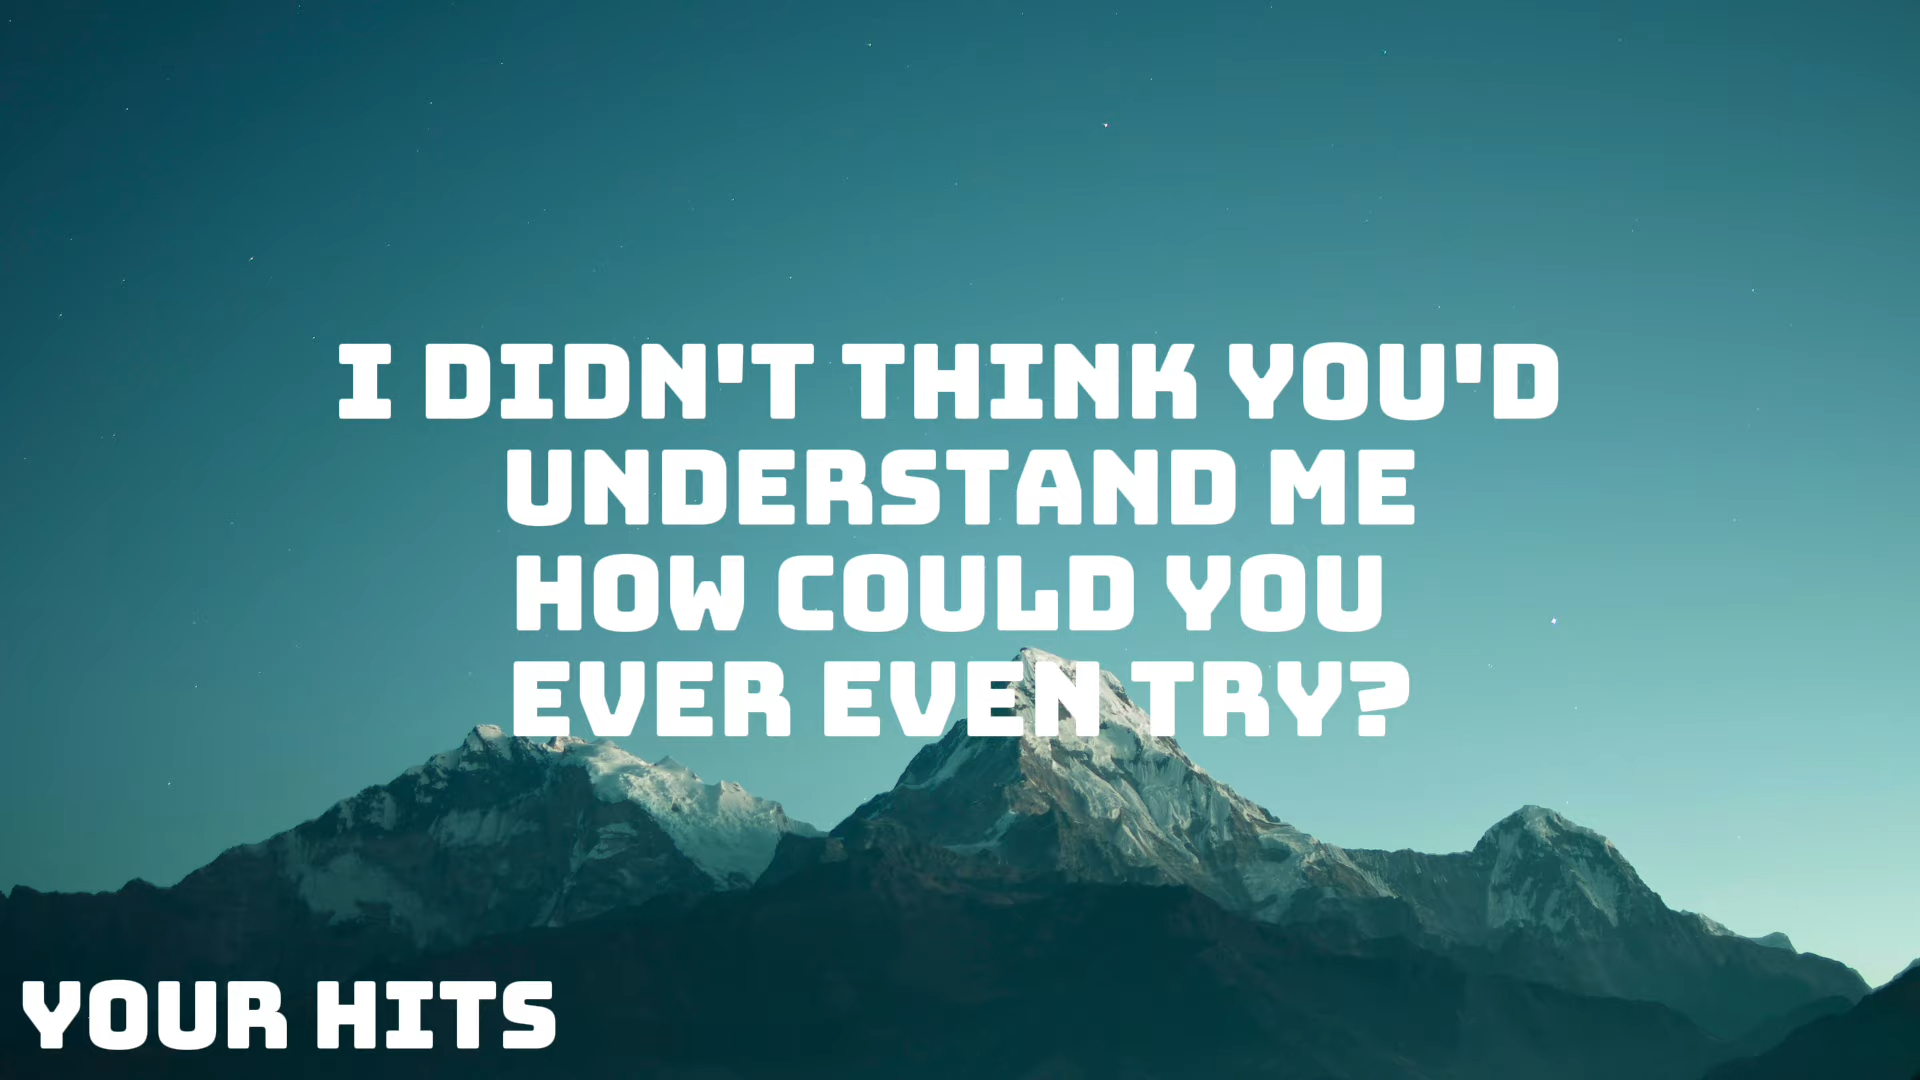 I DIDN'T THINK YOU'D
UNDERSTAND ME
HOW COULD YOU
EVER EVEN TRY?
YOUR HITS